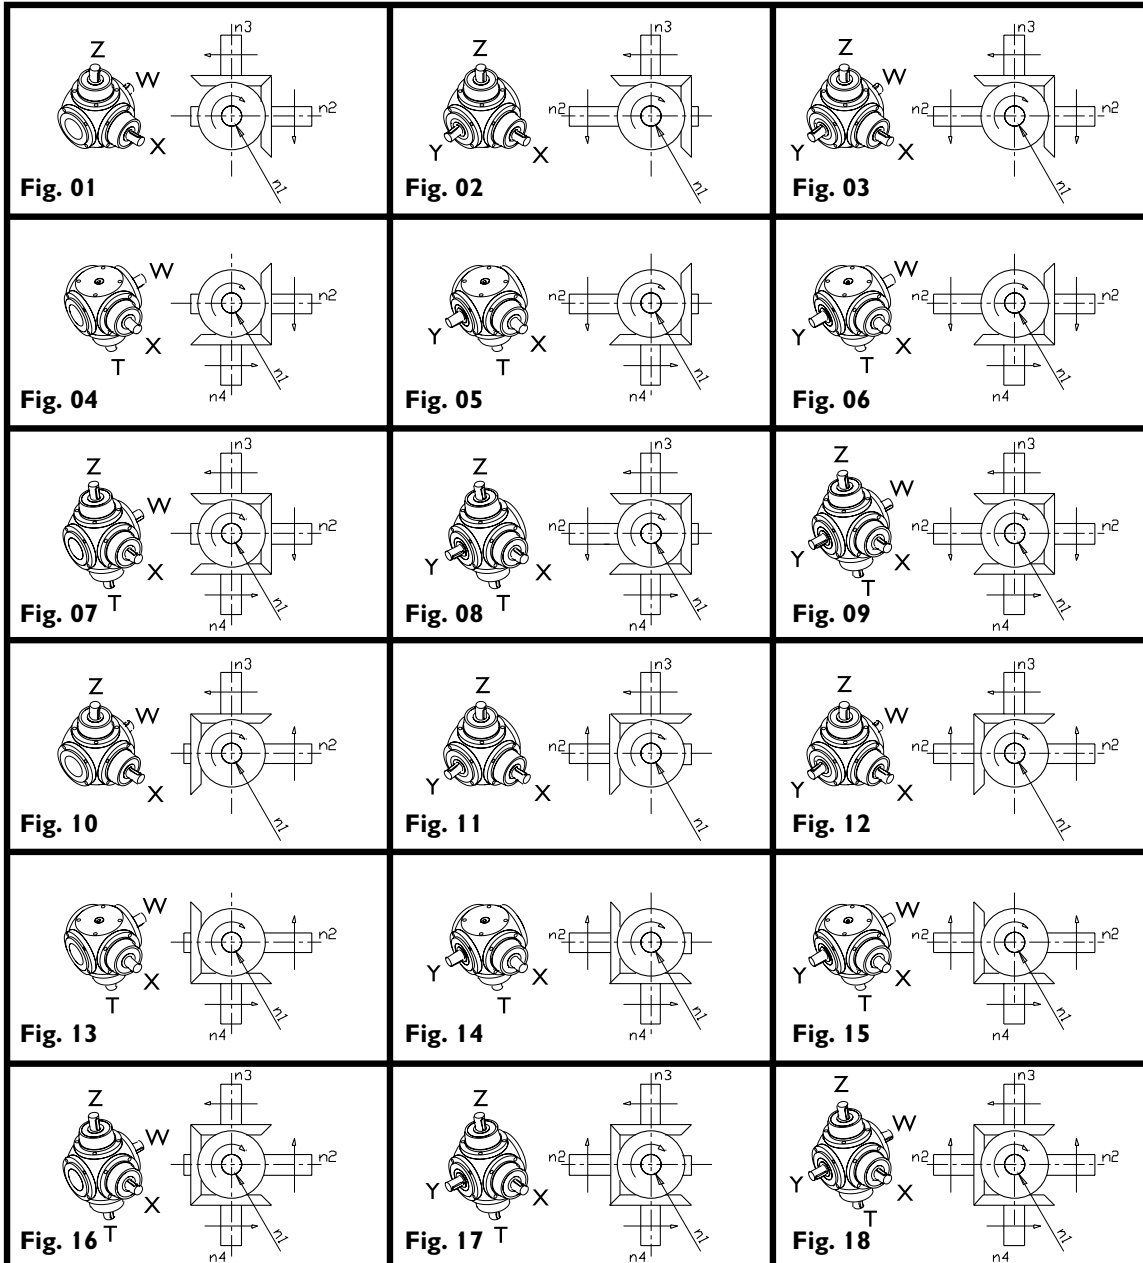 n3
Z
W
n2
X
n1
Fig. 01
n3
Z
n2
Y
X
n1
Fig. 02
n3
Z
W
n2
n2
Y
X
n1
Fig. 03
W
n2
X
T
n1
n4
Fig. 04
n2
Y
X
T
n1
n4
Fig. 05
W
n2
n2
Y
X
T
n1
n4
Fig. 06
n3
Z
W
n2
X
T
n1
n4
Fig. 07
n3
Z
n2
Y
X
T
n1
n4
Fig. 08
n3
Z
W
n2
n2
Y
X
T
n1
n4
Fig. 09
n3
Z
W
n2
X
n1
Fig. 10
n3
Z
n2
Y
X
n1
Fig. 11
n3
Z
W
n2
n2
Y
X
n1
Fig. 12
W
n2
X
T
n1
n4
Fig. 13
n2
Y
X
T
n1
n4
Fig. 14
W
n2
n2
Y
X
T
n1
n4
Fig. 15
n3
Z
W
n2
X
T
n1
n4
Fig. 16
n3
Z
n2
Y
X
T
n1
n4
Fig. 17
n3
Z
W
n2
n2
Y
X
T
n1
n4
Fig. 18